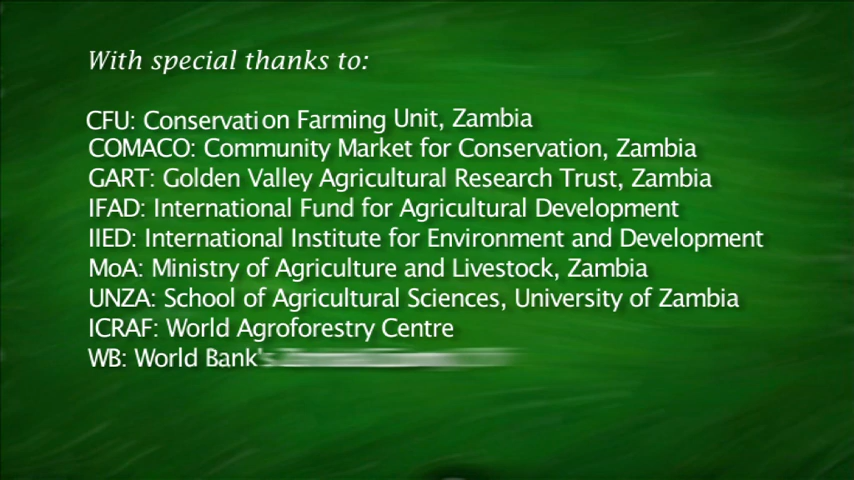 With special thanks to:
CFU: Conservation Farming Unit, Zambia
COMACO: Community Market for Conservation, Zambia
GART: Golden Valley Agricultural Research Trust, Zambia
IFAD: International Fund for Agricultural Development
IIED: International Institute for Environment and Development
MoA: Ministry of Agriculture and Livestock, Zambia
UNZA: School of Agricultural Sciences, University of Zambia
ICRAF: World Agroforestry Centre
WB: World Bank's